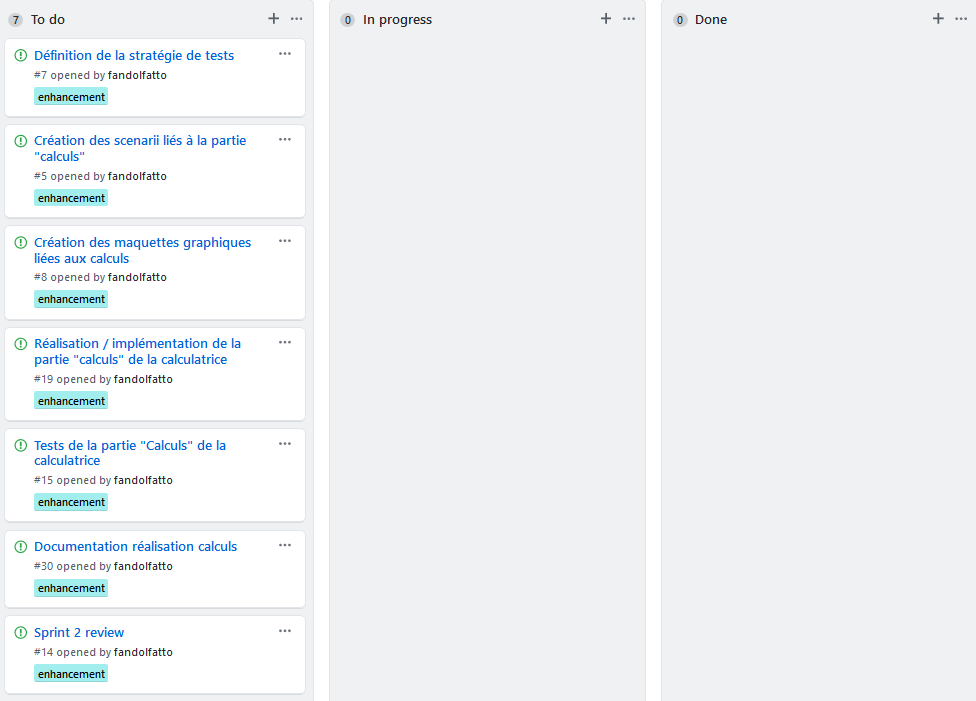 7 To do
Définition de la stratégie de tests
#7 opened by fandolfatto
enhancement
Création des scenarii liés à la partie
"calculs"
#5 opened by fandolfatto
enhancement
Création des maquettes graphiques
liées aux calculs
#8 opened by fandolfatto
enhancement
Réalisation / implémentation de la
partie "calculs" de la calculatrice
#19 opened by fandolfatto
enhancement
Tests de la partie "Calculs" de la
calculatrice
#15 opened by fandolfatto
enhancement
Documentation réalisation calculs
#30 opened by fandolfatto
enhancement
Sprint 2 review
#14 opened by fandolfatto
enhancement
0 In progress
0 Done